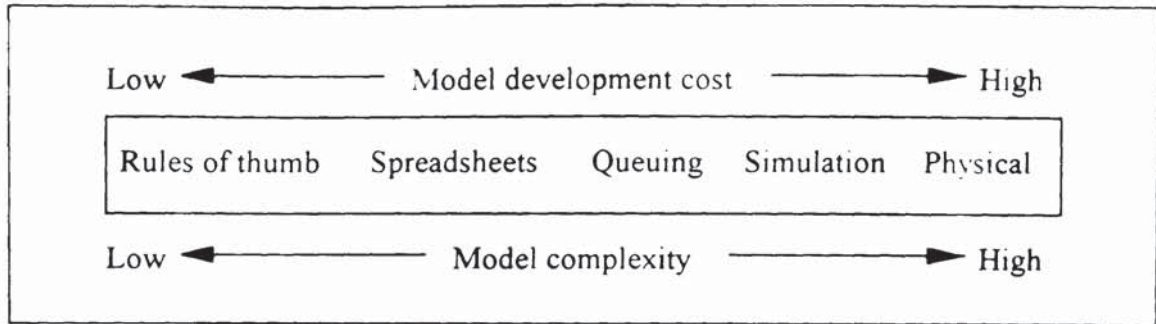 Low Model development cost High
Rules of thumb Spreadsheets Queuing Simulation Physical
Low Model complexity High